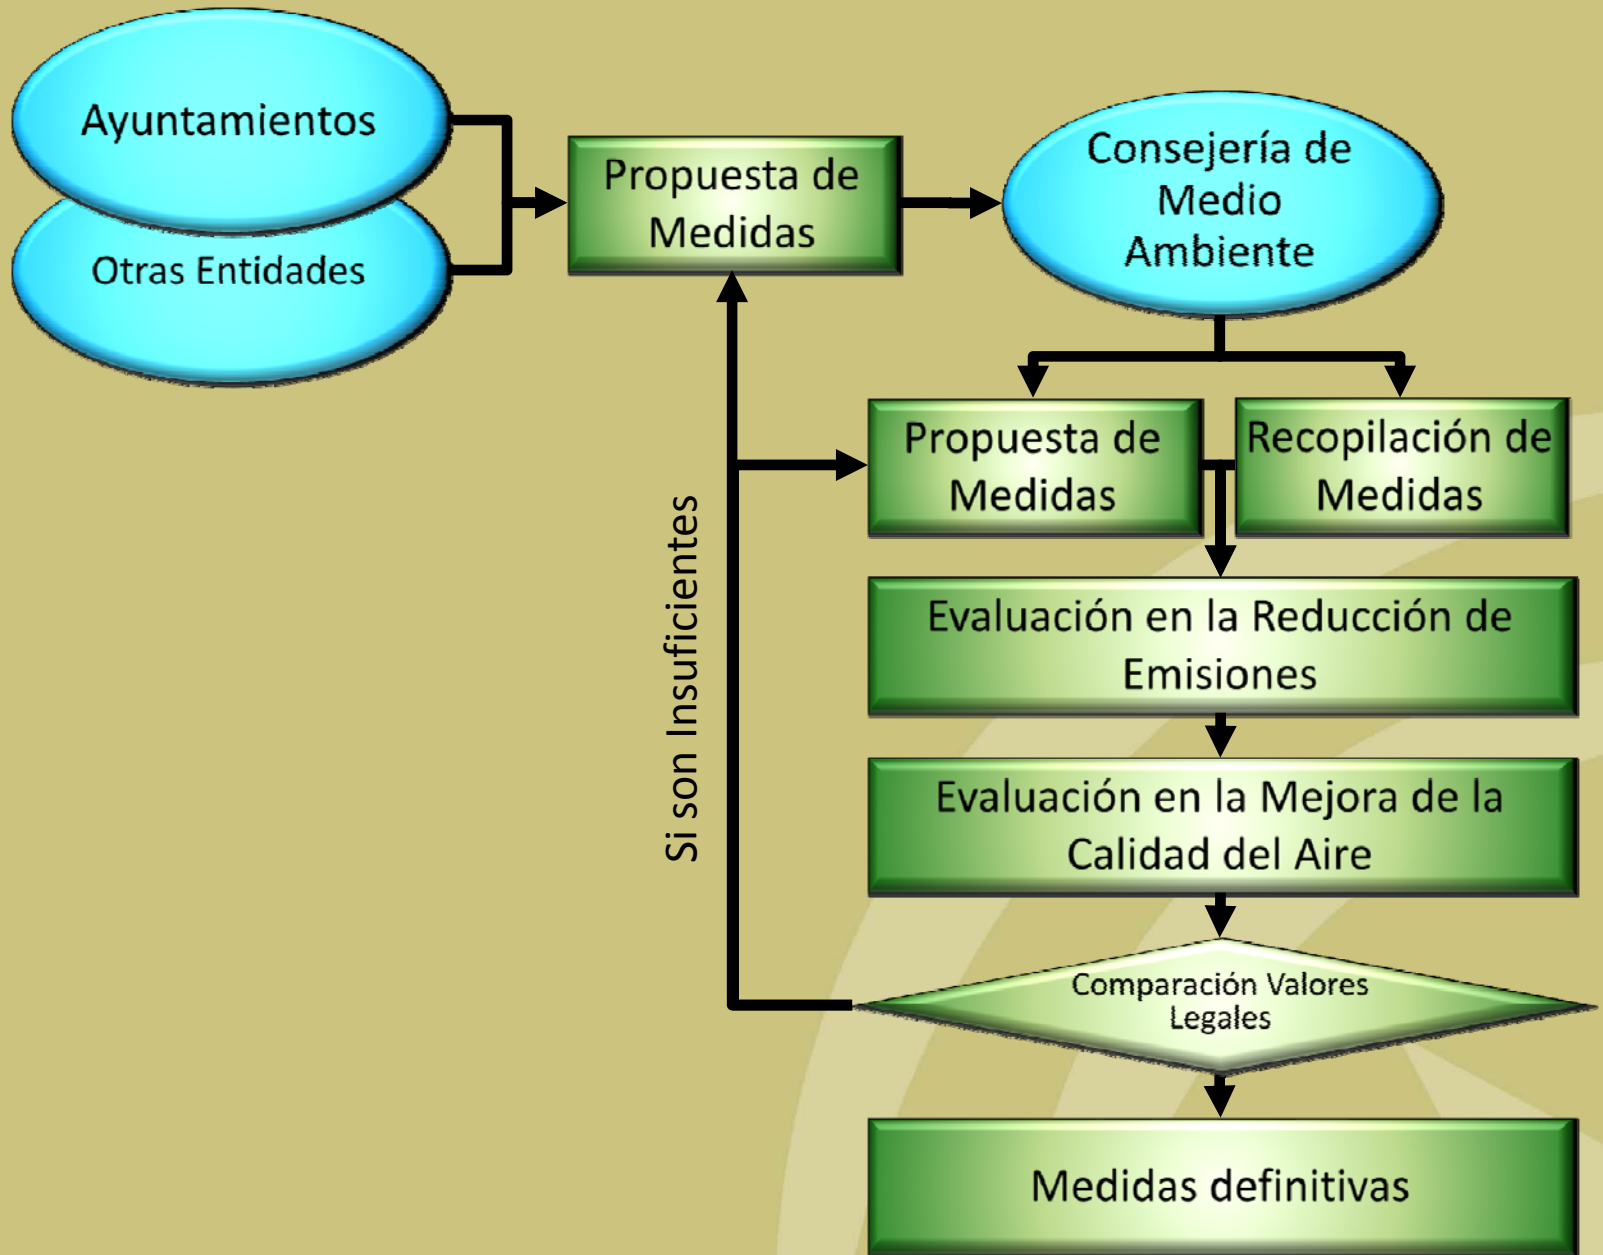 Ayuntamientos
Otras Entidades
Propuesta de
Medidas
Consejería de
Medio
Ambiente
Propuesta de
Medidas
Recopilación de
Medidas
Si son Insuficientes
Evaluación en la Reducción de
Emisiones
Evaluación en la Mejora de la
Calidad del Aire
Comparación Valores
Legales
Medidas definitivas